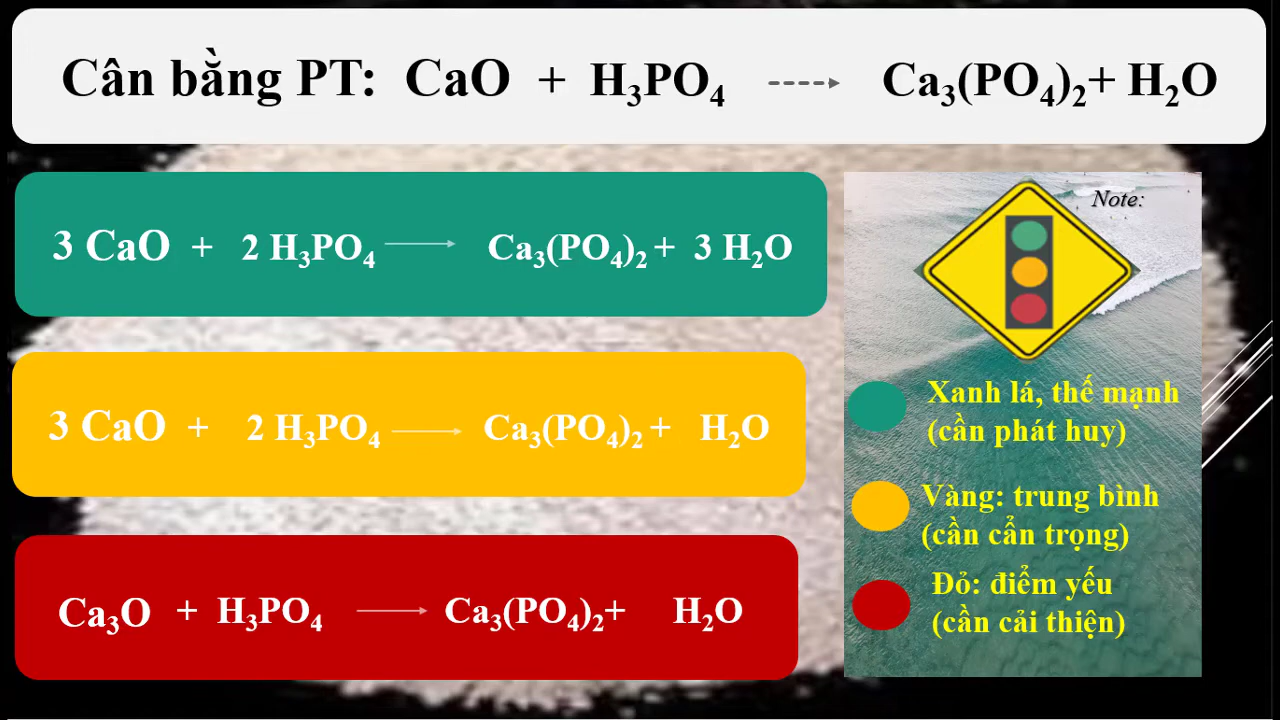 Cân bằng PT: CaO + H₃PO₄ ⇢ Ca₃(PO₄)₂+ H₂O
3 CaO + 2 H₃PO₄ → Ca₃(PO₄)₂ + 3 H₂O
3 CaO + 2 H₃PO₄ → Ca₃(PO₄)₂ + H₂O
Ca₃O + H₃PO₄ → Ca₃(PO₄)₂+ H₂O
Note:
Xanh lá, thế mạnh
(cần phát huy)
Vàng: trung bình
(cần cẩn trọng)
Đỏ: điểm yếu
(cần cải thiện)